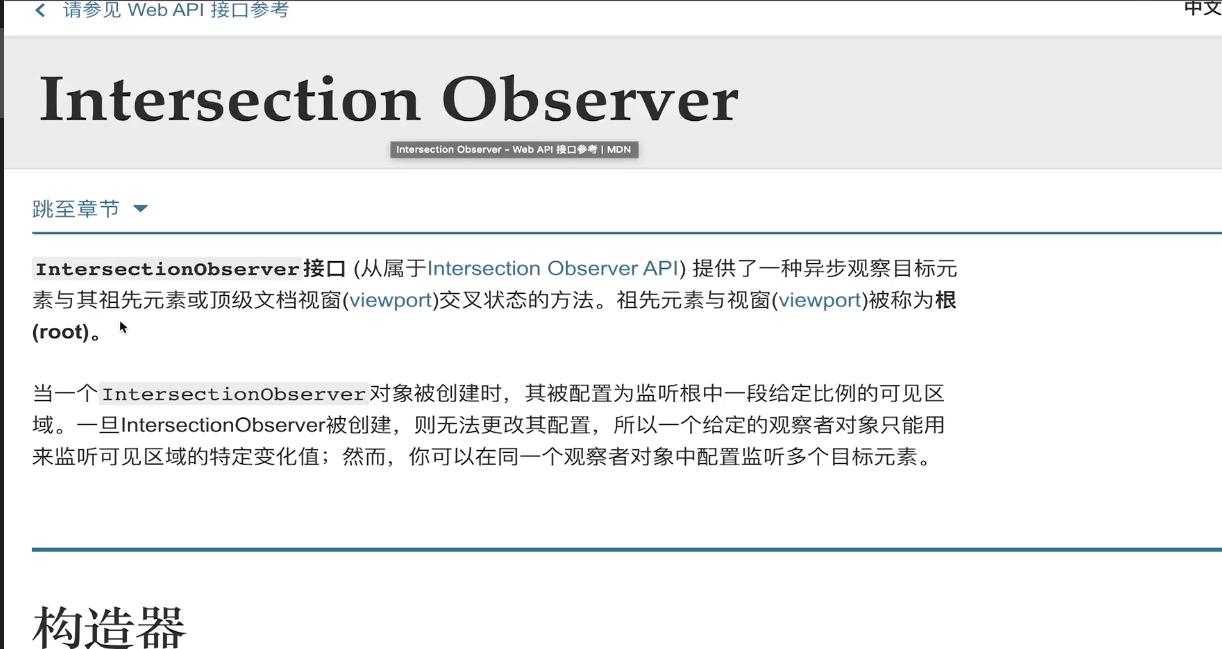 请参见 Web API 接口参考
中文
Intersection Observer
Intersection Observer - Web API 接口参考 | MDN
跳至章节
IntersectionObserver接口 (从属于Intersection Observer API) 提供了一种异步观察目标元
素与其祖先元素或顶级文档视窗(viewport)交叉状态的方法。祖先元素与视窗(viewport)被称为根
(root)。
当一个IntersectionObserver对象被创建时，其被配置为监听根中一段给定比例的可见区
域。一旦IntersectionObserver被创建，则无法更改其配置，所以一个给定的观察者对象只能用
来监听可见区域的特定变化值；然而，你可以在同一个观察者对象中配置监听多个目标元素。
构造器